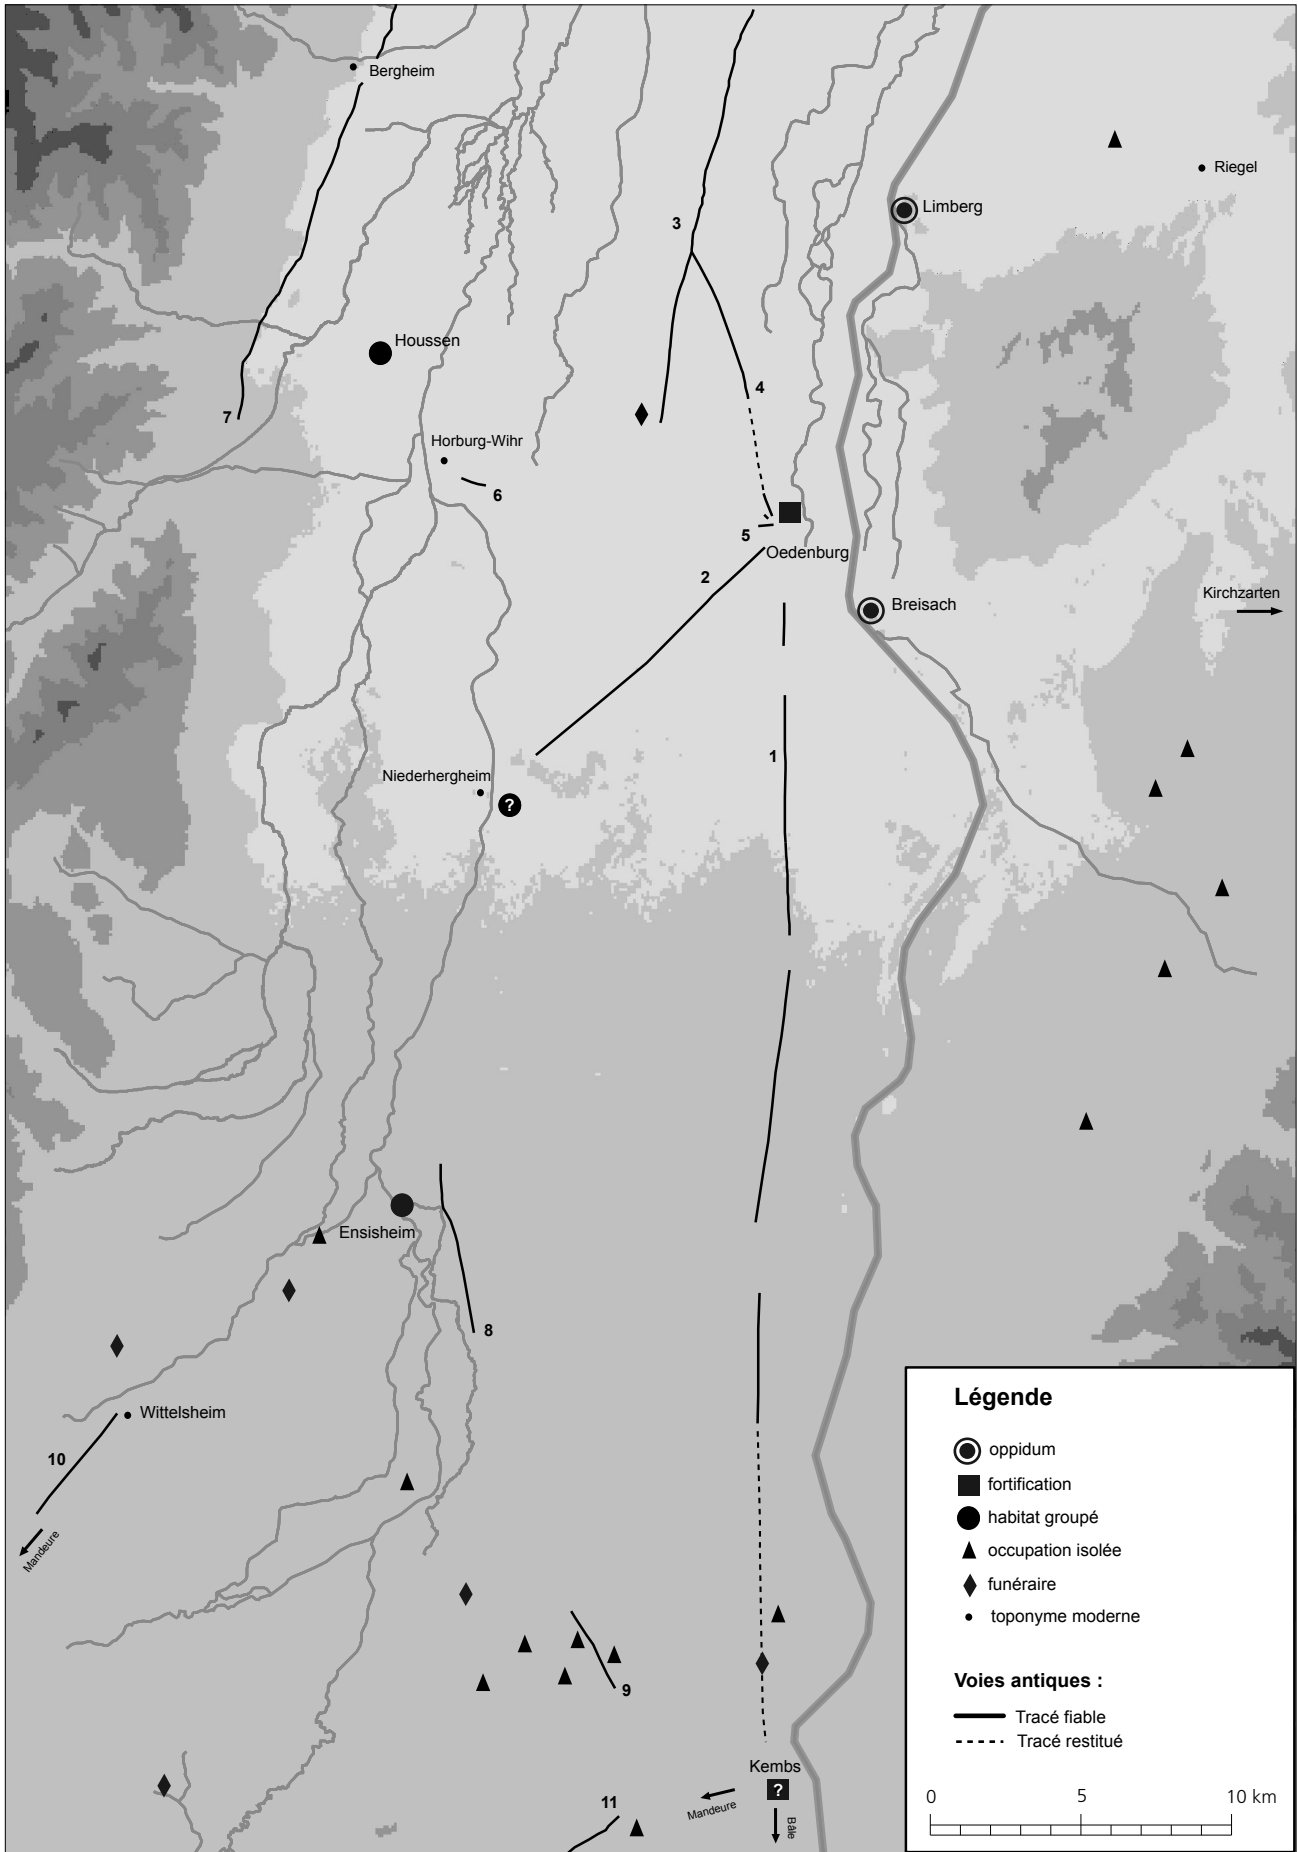 Bergheim
Riegel
Limberg
3
Houssen
4
7
Horburg-Wihr
6
5
Oedenburg
2
Kirchzarten
Breisach
1
Niederhergheim
?
Ensisheim
8
Wittelsheim
10
Mandeure
9
Kembs
?
Mandeure
Bâle
11
Légende
oppidum
fortification
habitat groupé
occupation isolée
funéraire
toponyme moderne
Voies antiques :
Tracé fiable
Tracé restitué
0 5 10 km